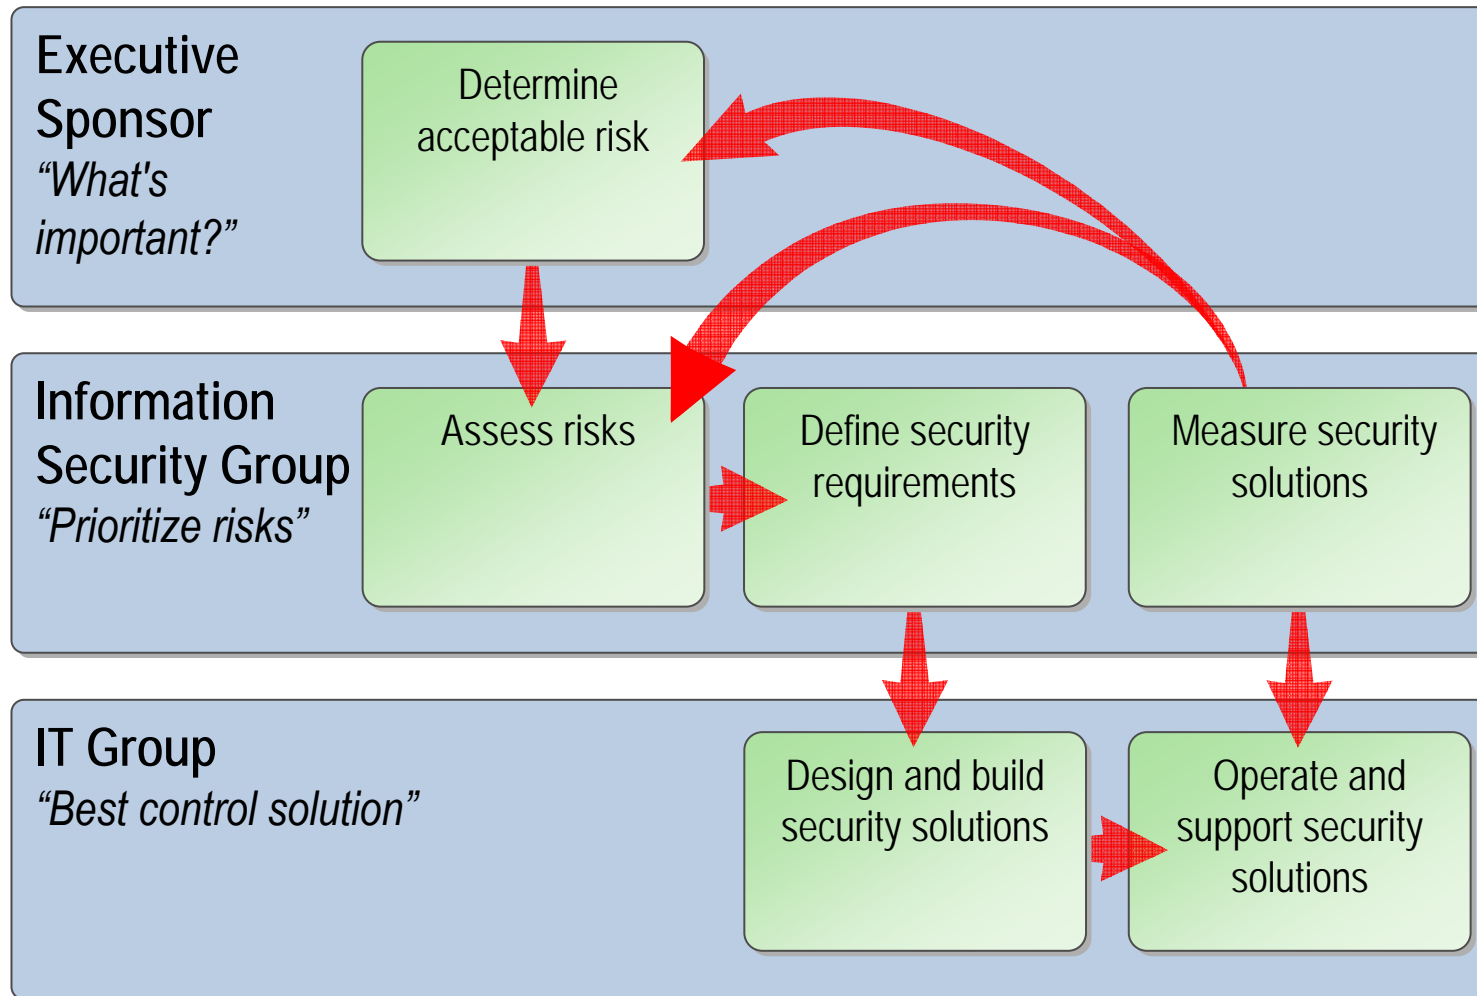 Executive
Sponsor
“What's
important?”
Determine
acceptable risk
Information
Security Group
“Prioritize risks”
Assess risks
Define security
requirements
Measure security
solutions
IT Group
“Best control solution”
Design and build
security solutions
Operate and
support security
solutions